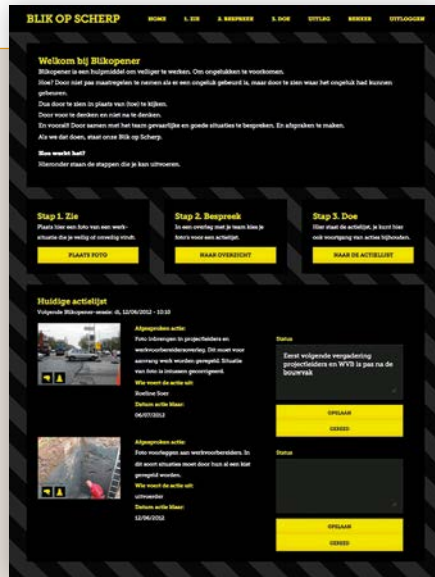 BLIK OP SCHERP
HOME 1. ZIE 2. BESPREEK 3. DOE UITLEG BEHEER UITLOGGEN
Welkom bij Blikopener
Blikopener is een hulpmiddel om veiliger te werken. Om ongelukken te voorkomen.
Hoe? Door niet pas maatregelen te nemen als er een ongeluk gebeurd is, maar door te zien waar het ongeluk had kunnen
gebeuren.
Dus door te zien in plaats van (toe) te kijken.
Door voor te denken en niet na te denken.
En vooral! Door samen met het team gevaarlijke en goede situaties te bespreken. En afspraken te maken.
Als we dat doen, staat onze Blik op Scherp.
Hoe werkt het?
Hieronder staan de stappen die je kan uitvoeren.
Stap 1. Zie
Plaats hier een foto van een werk-
situatie die je veilig of onveilig vindt.
PLAATS FOTO
Stap 2. Bespreek
In een overleg met je team kies je
foto's voor een actielijst.
NAAR OVERZICHT
Stap 3. Doe
Hier staat de actielijst, je kunt hier
ook voortgang van acties bijhouden.
NAAR DE ACTIELIJST
Huidige actielijst
Volgende Blikopener-sessie: di, 12/06/2012 - 10:10
Afgesproken actie:
Foto inbrengen in projectleiders en
werkvoorbereidersoverleg. Dit moet voor
aanvang werk worden geregeld. Situatie
van foto is intussen gecorrigeerd.
Wie voert de actie uit:
Roeline Soer
Datum actie klaar:
06/07/2012
Status
Eerst volgende vergadering
projectleiders en WVB is pas na de
bouwvak
OPSLAAN
GEREED
Afgesproken actie:
Foto voorleggen aan werkvoorbereiders. In
dit soort situaties moet door hun al een kist
geregeld worden.
Wie voert de actie uit:
uitvoerder
Datum actie klaar:
12/06/2012
Status
OPSLAAN
GEREED